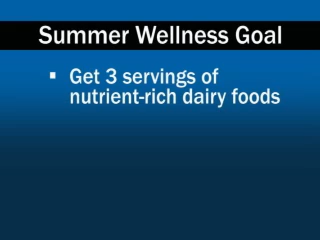 Summer Wellness Goal
▪ Get 3 servings of
nutrient-rich dairy foods